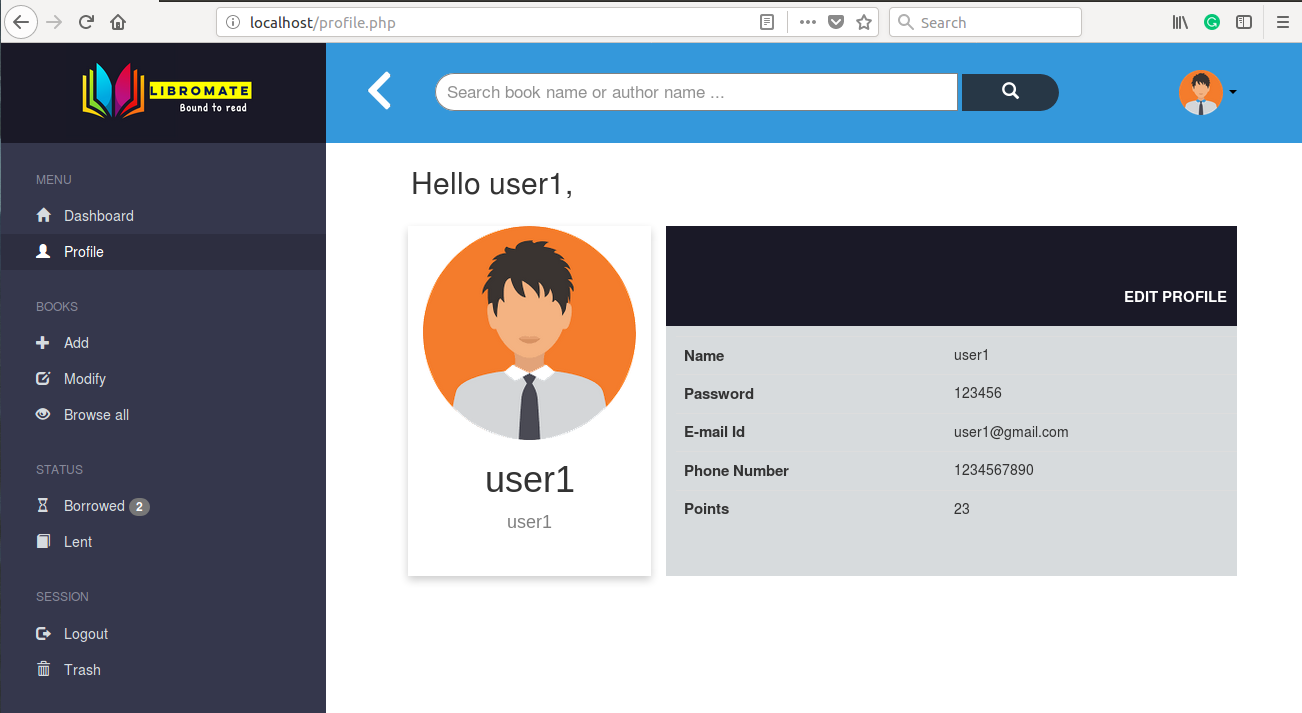 localhost/profile.php
Search
LIBROMATE
Bound to read
Search book name or author name ...
MENU
Dashboard
Profile
BOOKS
Add
Modify
Browse all
STATUS
Borrowed 2
Lent
SESSION
Logout
Trash
Hello user1,
user1
user1
EDIT PROFILE
Name user1
Password 123456
E-mail Id user1@gmail.com
Phone Number 1234567890
Points 23